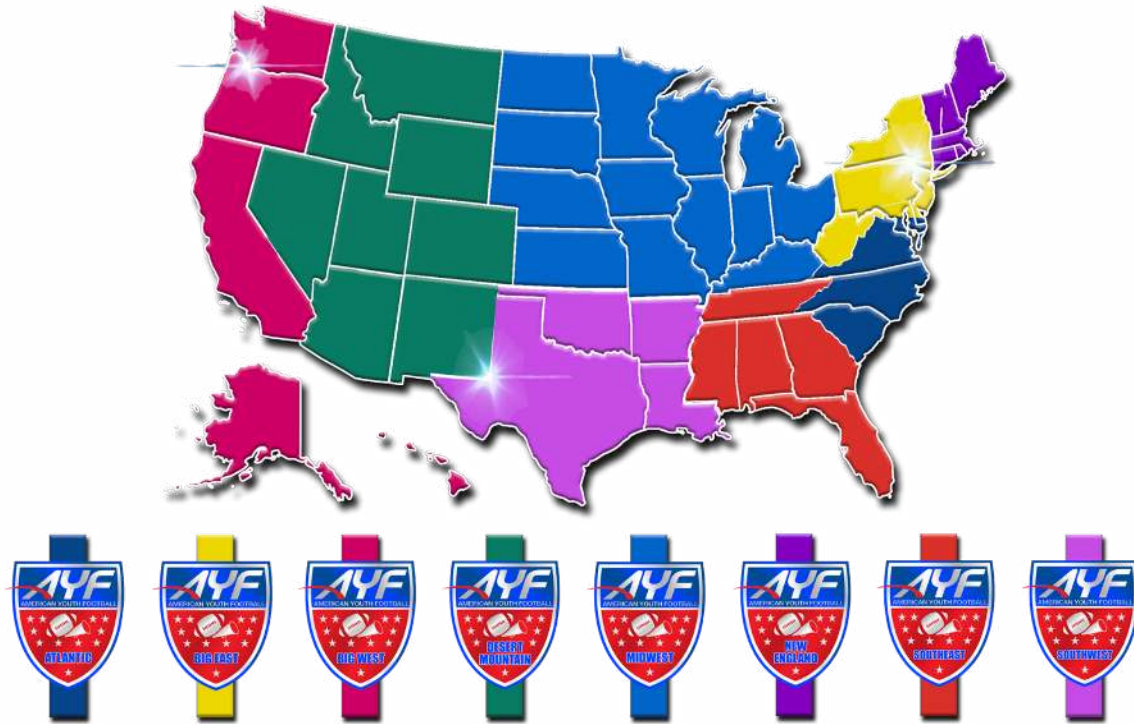 AYF
AMERICAN YOUTH FOOTBALL
ATLANTIC
AYF
AMERICAN YOUTH FOOTBALL
BIG EAST
AYF
AMERICAN YOUTH FOOTBALL
BIG WEST
AYF
AMERICAN YOUTH FOOTBALL
DESERT
MOUNTAIN
AYF
AMERICAN YOUTH FOOTBALL
MIDWEST
AYF
AMERICAN YOUTH FOOTBALL
NEW
ENGLAND
AYF
AMERICAN YOUTH FOOTBALL
SOUTHEAST
AYF
AMERICAN YOUTH FOOTBALL
SOUTHWEST